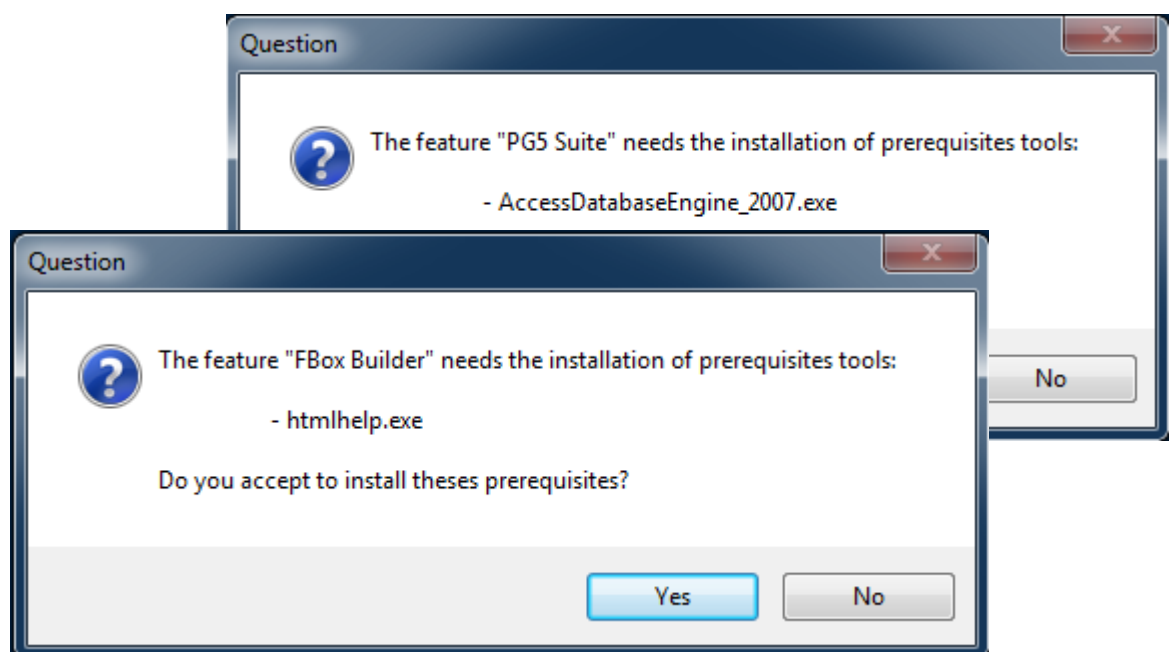 Question
The feature "PG5 Suite" needs the installation of prerequisites tools:
- AccessDatabaseEngine_2007.exe
No
Question
The feature "FBox Builder" needs the installation of prerequisites tools:
- htmlhelp.exe
Do you accept to install theses prerequisites?
Yes
No